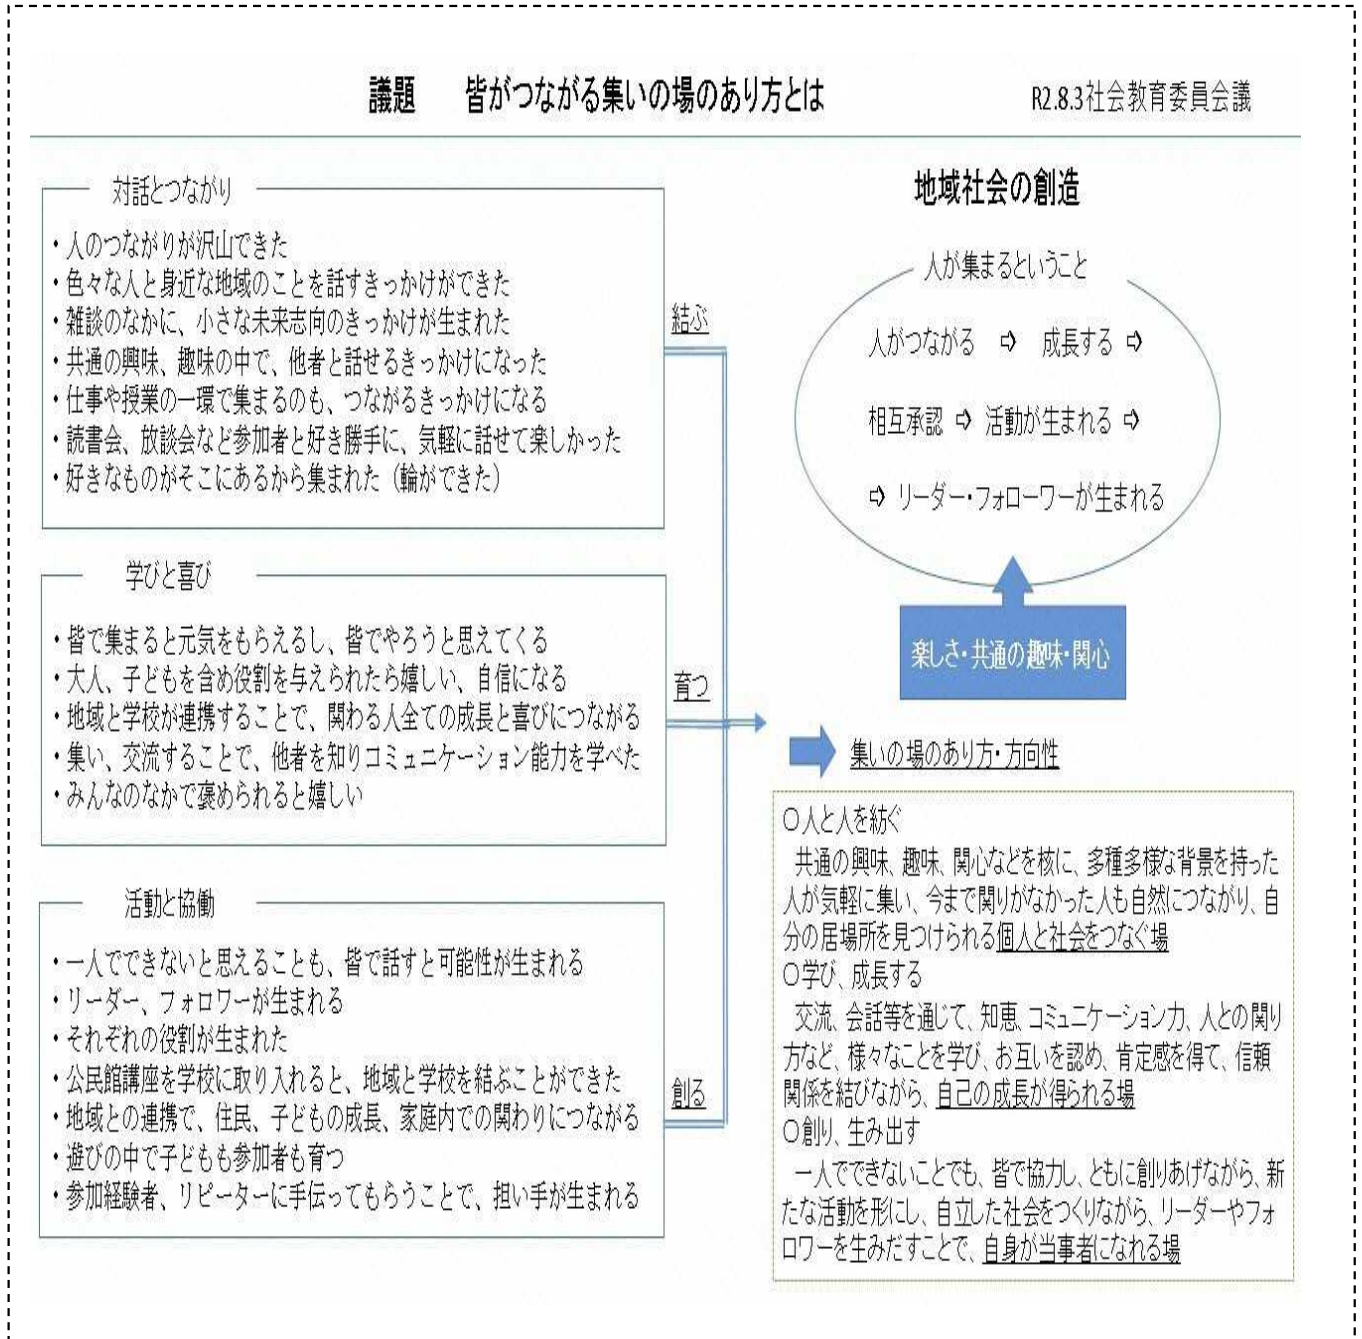 議題　皆がつながる集いの場のあり方とは
R2.8.3社会教育委員会議
対話とつながり
・人のつながりが沢山できた
・色々な人と身近な地域のことを話すきっかけができた
・雑談のなかに、小さな未来志向のきっかけが生まれた
・共通の興味、趣味の中で、他者と話せるきっかけになった
・仕事や授業の一環で集まるのも、つながるきっかけになる
・読書会、放談会など参加者と好き勝手に、気軽に話せて楽しかった
・好きなものがそこにあるから集まれた（輪ができた）
結ぶ
学びと喜び
・皆で集まると元気をもらえるし、皆でやろうと思えてくる
・大人、子どもを含め役割を与えられたら嬉しい、自信になる
・地域と学校が連携することで、関わる人全ての成長と喜びにつながる
・集い、交流することで、他者を知りコミュニケーション能力を学べた
・みんなのなかで褒められると嬉しい
育つ
活動と協働
・一人でできないと思えることも、皆で話すと可能性が生まれる
・リーダー、フォロワーが生まれる
・それぞれの役割が生まれた
・公民館講座を学校に取り入れると、地域と学校を結ぶことができた
・地域との連携で、住民、子どもの成長、家庭内での関わりにつながる
・遊びの中で子どもも参加者も育つ
・参加経験者、リピーターに手伝ってもらうことで、担い手が生まれる
創る
地域社会の創造
人が集まるということ
人がつながる ⇨ 成長する ⇨
相互承認 ⇨ 活動が生まれる ⇨
⇨ リーダー・フォローワーが生まれる
楽しさ・共通の趣味・関心
集いの場のあり方・方向性
○人と人を紡ぐ
共通の興味、趣味、関心などを核に、多種多様な背景を持った
人が気軽に集い、今まで関りがなかった人も自然につながり、自
分の居場所を見つけられる個人と社会をつなぐ場
○学び、成長する
交流、会話等を通じて、知恵、コミュニケーション力、人との関り
方など、様々なことを学び、お互いを認め、肯定感を得て、信頼
関係を結びながら、自己の成長が得られる場
○創り、生み出す
一人でできないことでも、皆で協力し、ともに創りあげながら、新
たな活動を形にし、自立した社会をつくりながら、リーダーやフォ
ロワーを生みだすことで、自身が当事者になれる場